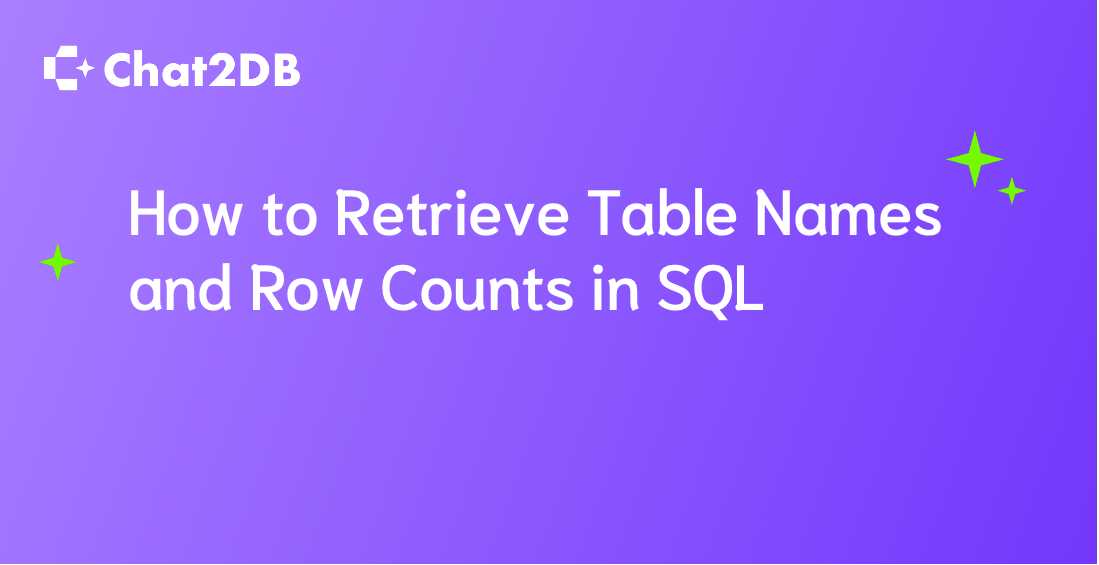 Chat2DB
How to Retrieve Table Names
and Row Counts in SQL